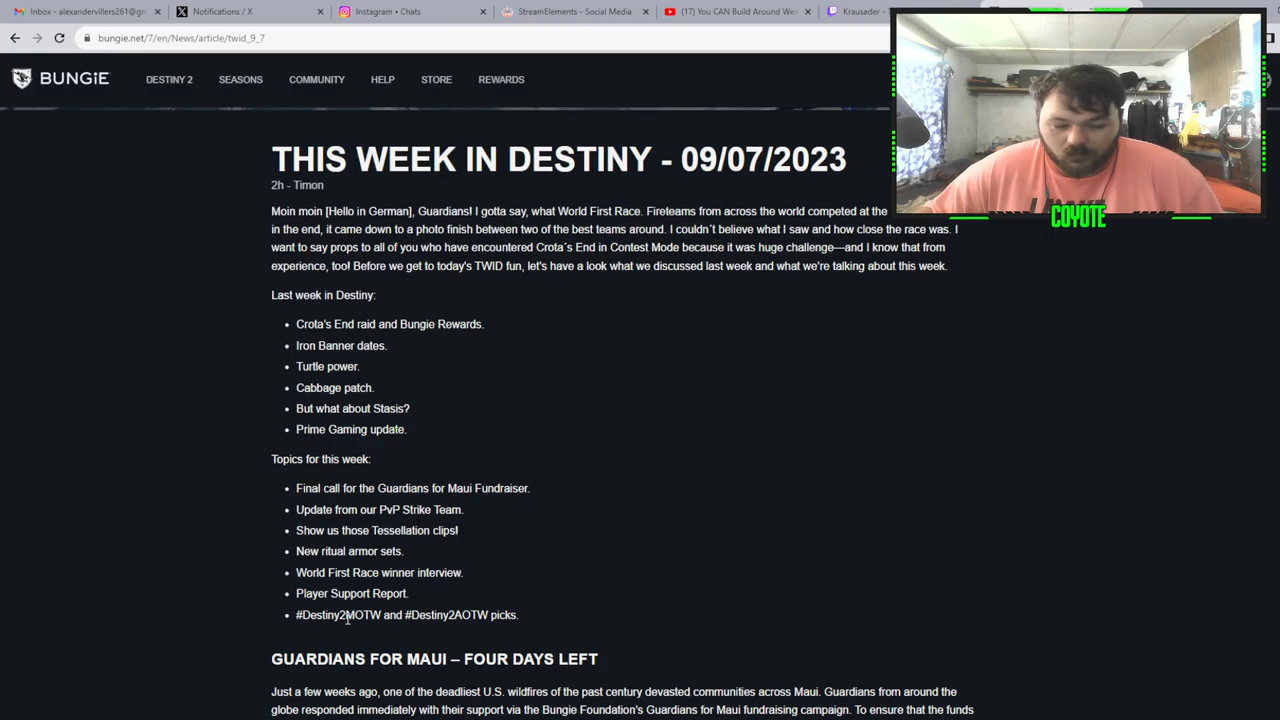 Inbox - alexandervillers261@gm
Notifications / X
Instagram • Chats
StreamElements - Social Media
(17) You CAN Build Around We
Krausader -
bungie.net/7/en/News/article/twid_9_7
BUNGiE
DESTINY 2
SEASONS
COMMUNITY
HELP
STORE
REWARDS
COYOTE
THIS WEEK IN DESTINY - 09/07/2023
2h - Timon
Moin moin [Hello in German], Guardians! I gotta say, what World First Race. Fireteams from across the world competed at the
in the end, it came down to a photo finish between two of the best teams around. I couldn´t believe what I saw and how close the race was. I
want to say props to all of you who have encountered Crota´s End in Contest Mode because it was huge challenge—and I know that from
experience, too! Before we get to today's TWID fun, let's have a look what we discussed last week and what we're talking about this week.
Last week in Destiny:
• Crota's End raid and Bungie Rewards.
• Iron Banner dates.
• Turtle power.
• Cabbage patch.
• But what about Stasis?
• Prime Gaming update.
Topics for this week:
• Final call for the Guardians for Maui Fundraiser.
• Update from our PvP Strike Team.
• Show us those Tessellation clips!
• New ritual armor sets.
• World First Race winner interview.
• Player Support Report.
• #Destiny2MOTW and #Destiny2AOTW picks.
GUARDIANS FOR MAUI – FOUR DAYS LEFT
Just a few weeks ago, one of the deadliest U.S. wildfires of the past century devasted communities across Maui. Guardians from around the
globe responded immediately with their support via the Bungie Foundation's Guardians for Maui fundraising campaign. To ensure that the funds